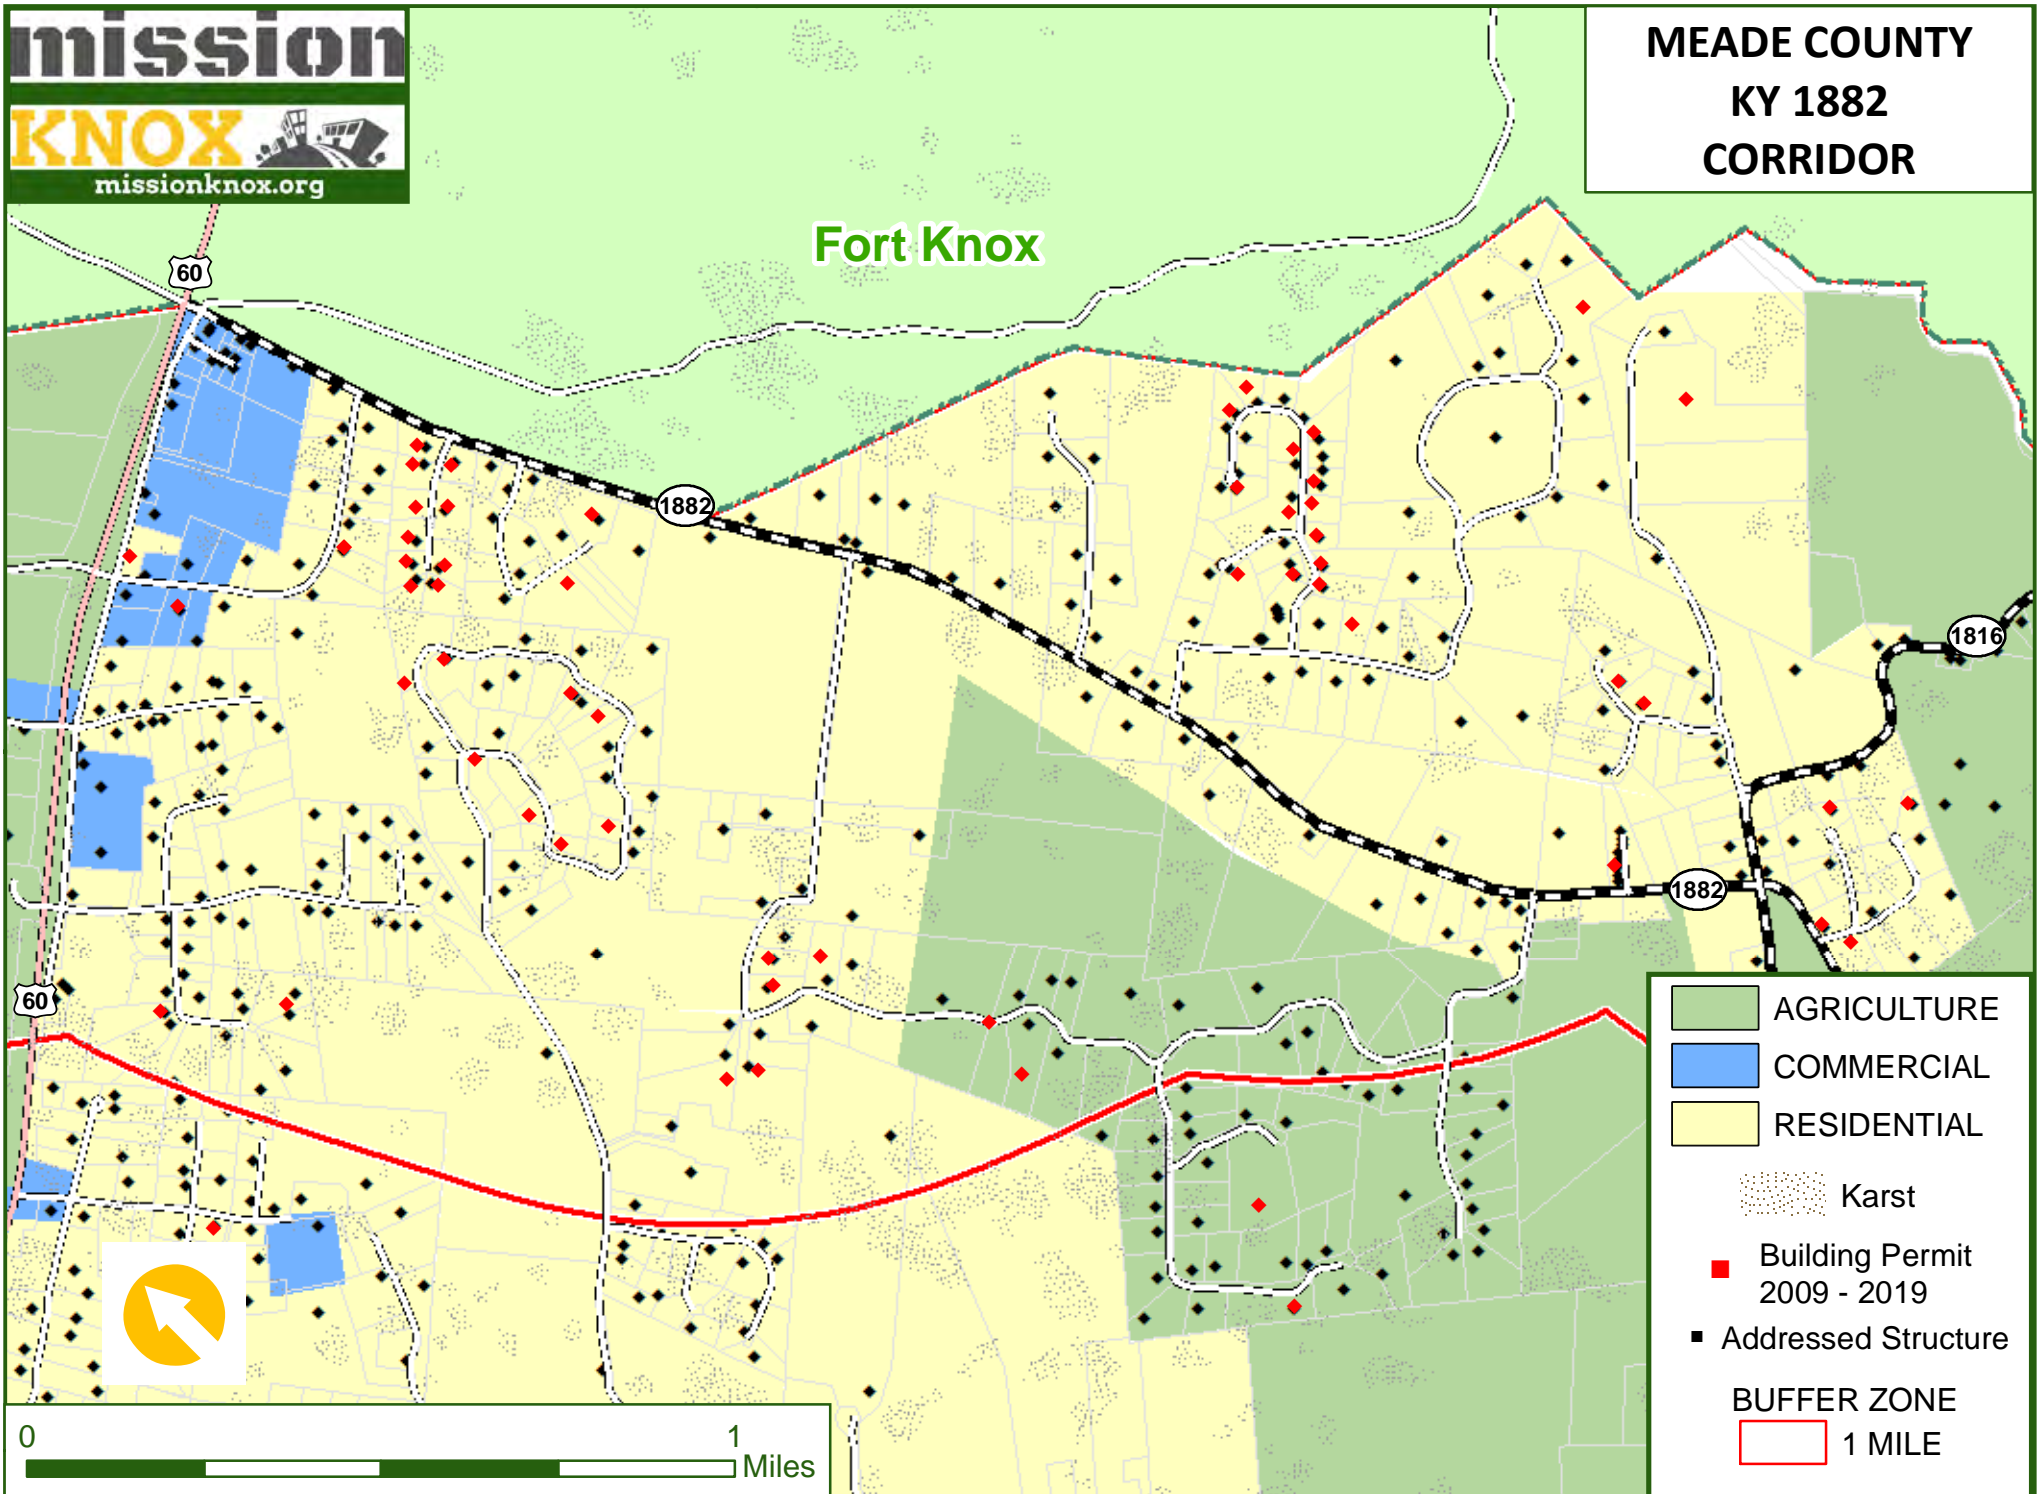 mission
KNOX
missionknox.org
MEADE COUNTY
KY 1882
CORRIDOR
Fort Knox
60
1882
1816
1882
60
AGRICULTURE
COMMERCIAL
RESIDENTIAL
Karst
Building Permit
2009 - 2019
Addressed Structure
BUFFER ZONE
1 MILE
0 1
Miles